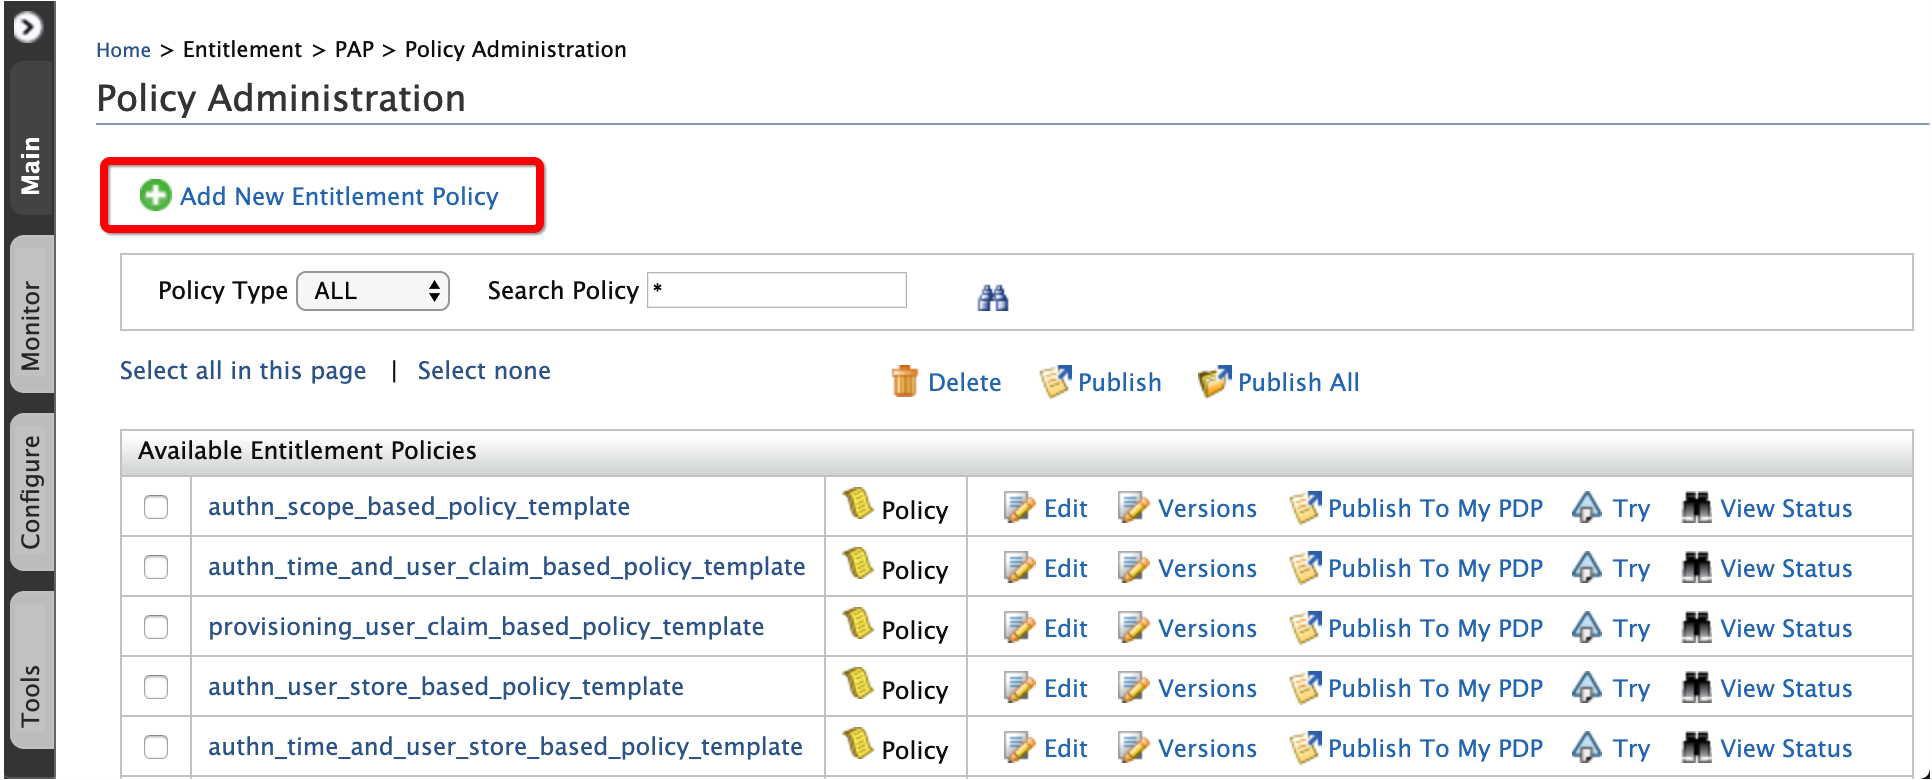 Home > Entitlement > PAP > Policy Administration
Policy Administration
Main
Monitor
Configure
Tools
Add New Entitlement Policy
Policy Type ALL Search Policy *
Select all in this page | Select none
Delete Publish Publish All
Available Entitlement Policies
authn_scope_based_policy_template Policy Edit Versions Publish To My PDP Try View Status
authn_time_and_user_claim_based_policy_template Policy Edit Versions Publish To My PDP Try View Status
provisioning_user_claim_based_policy_template Policy Edit Versions Publish To My PDP Try View Status
authn_user_store_based_policy_template Policy Edit Versions Publish To My PDP Try View Status
authn_time_and_user_store_based_policy_template Policy Edit Versions Publish To My PDP Try View Status